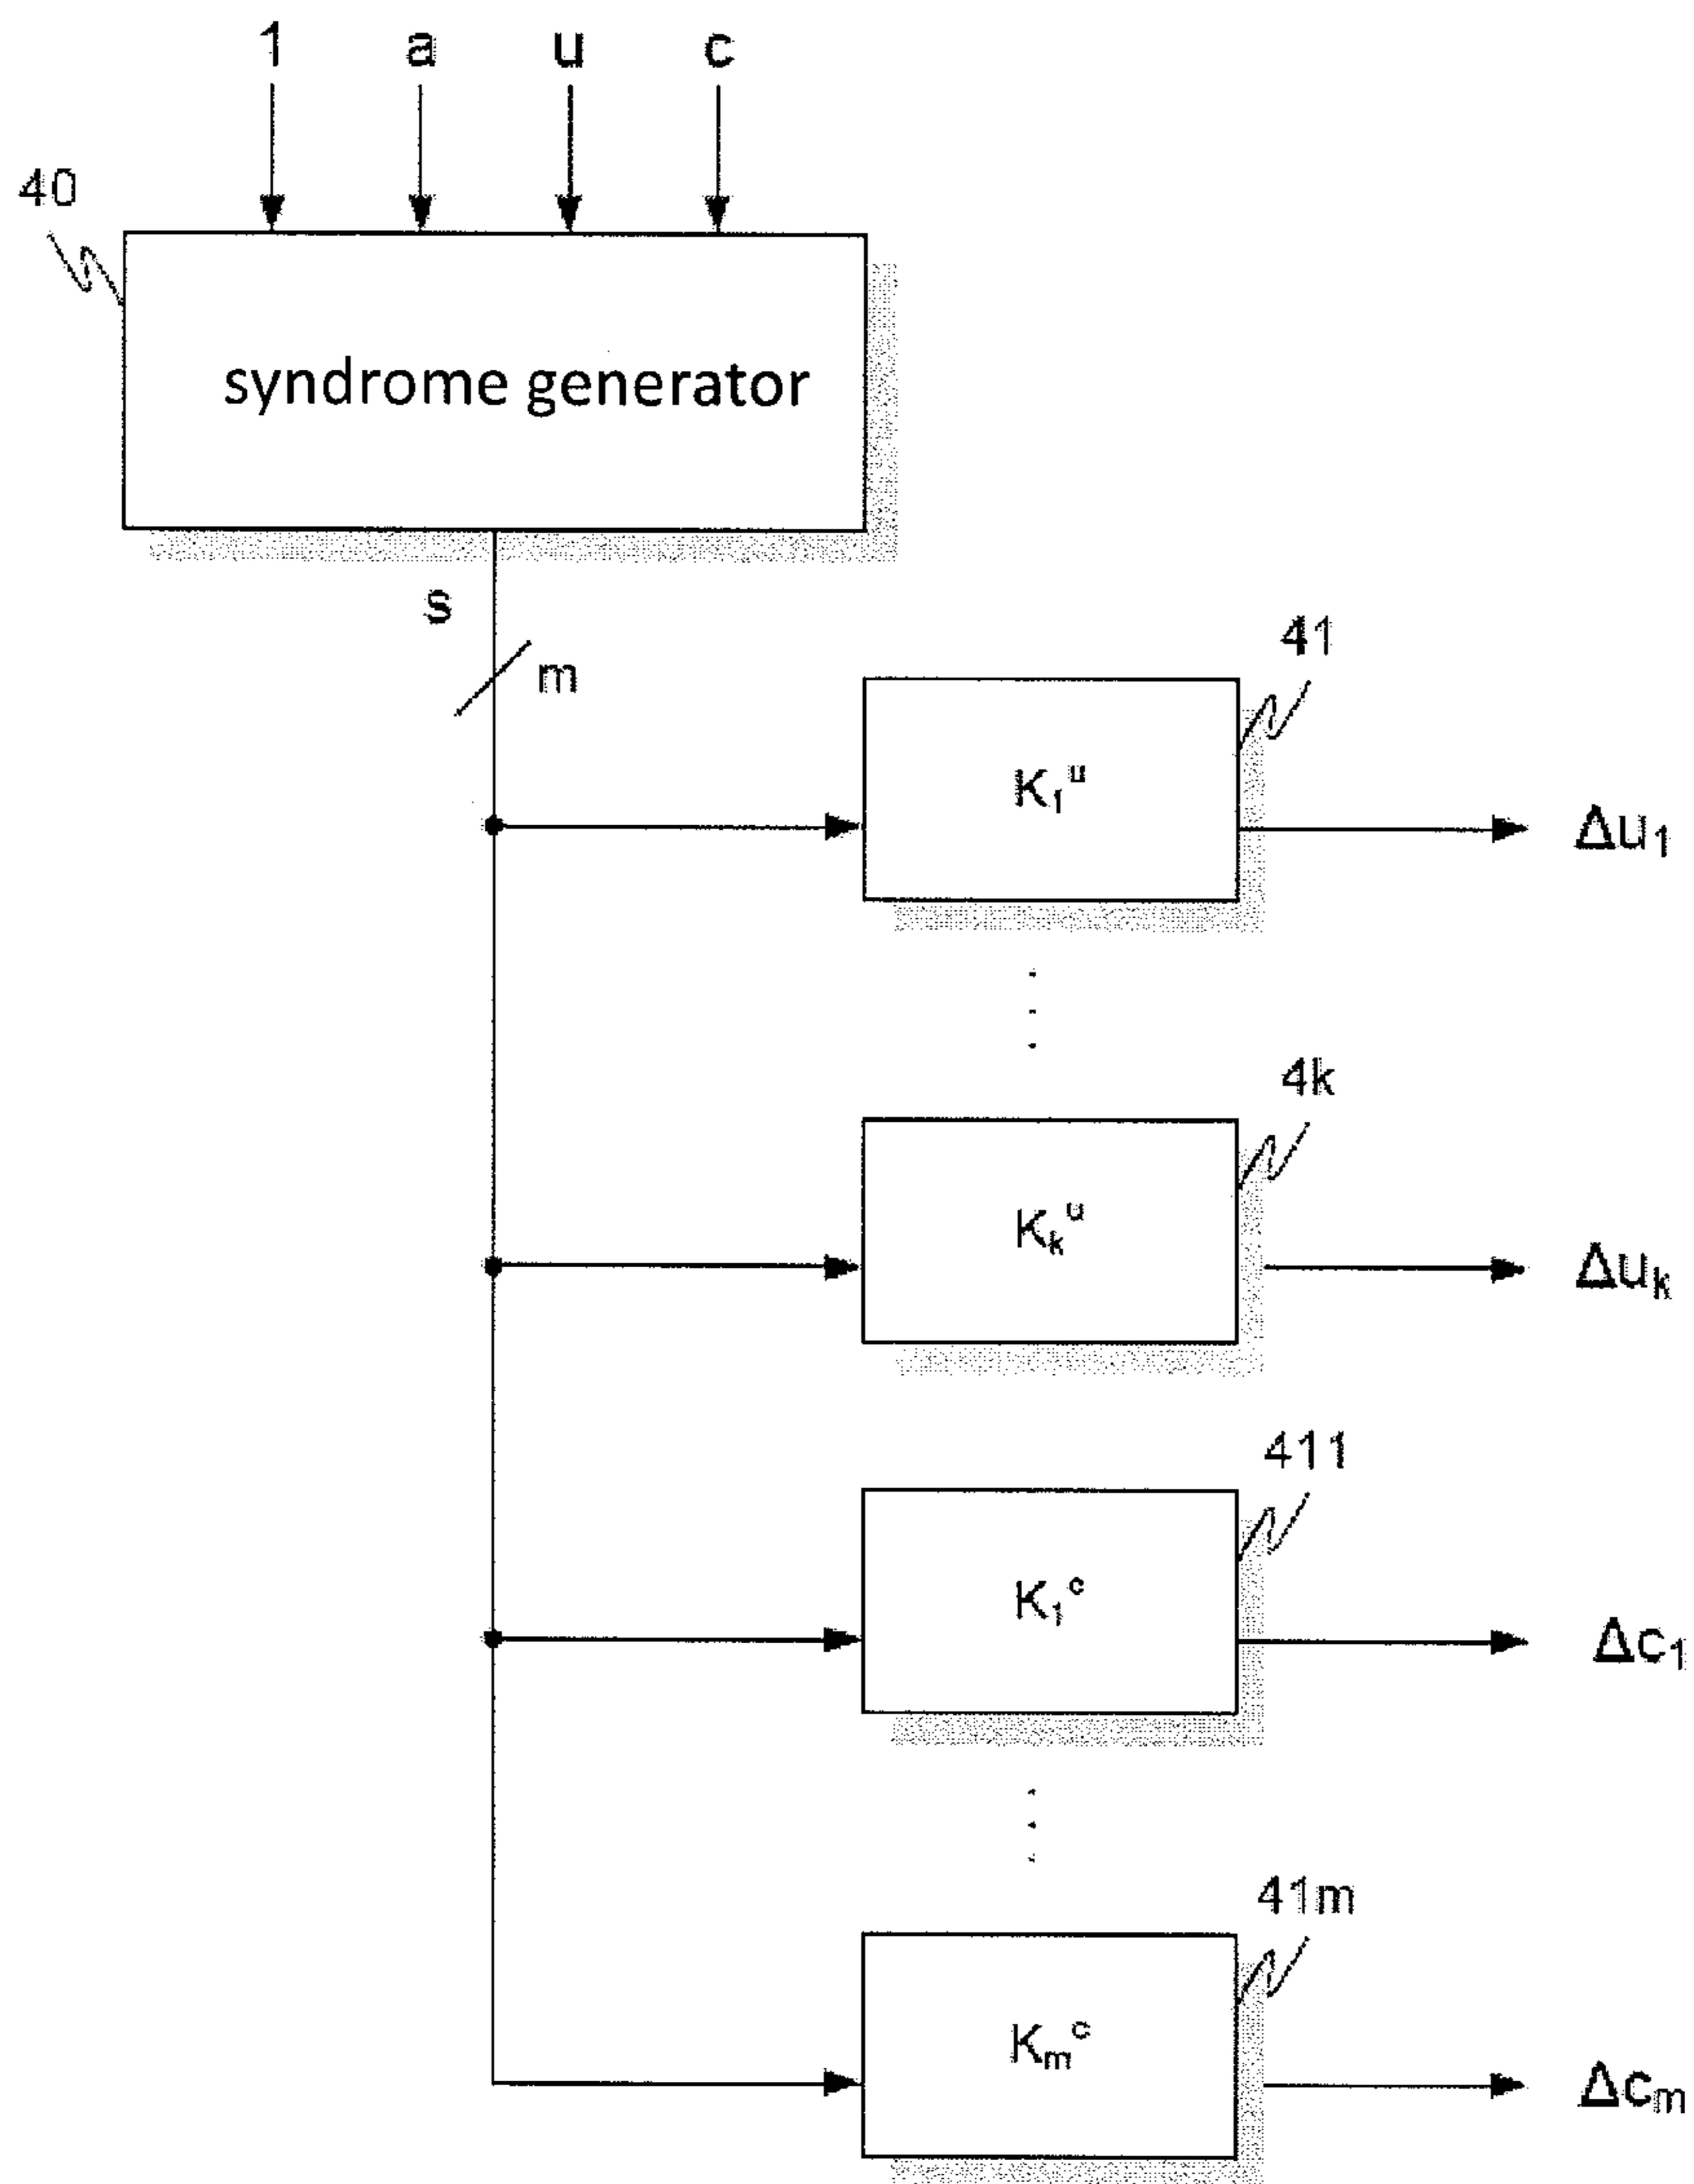 1 a u c
40
syndrome generator
s
m
41
K₁ᵘ
Δu₁
4k
Kₖᵘ
Δuₖ
411
K₁ᶜ
Δc₁
41m
Kₘᶜ
Δcₘ